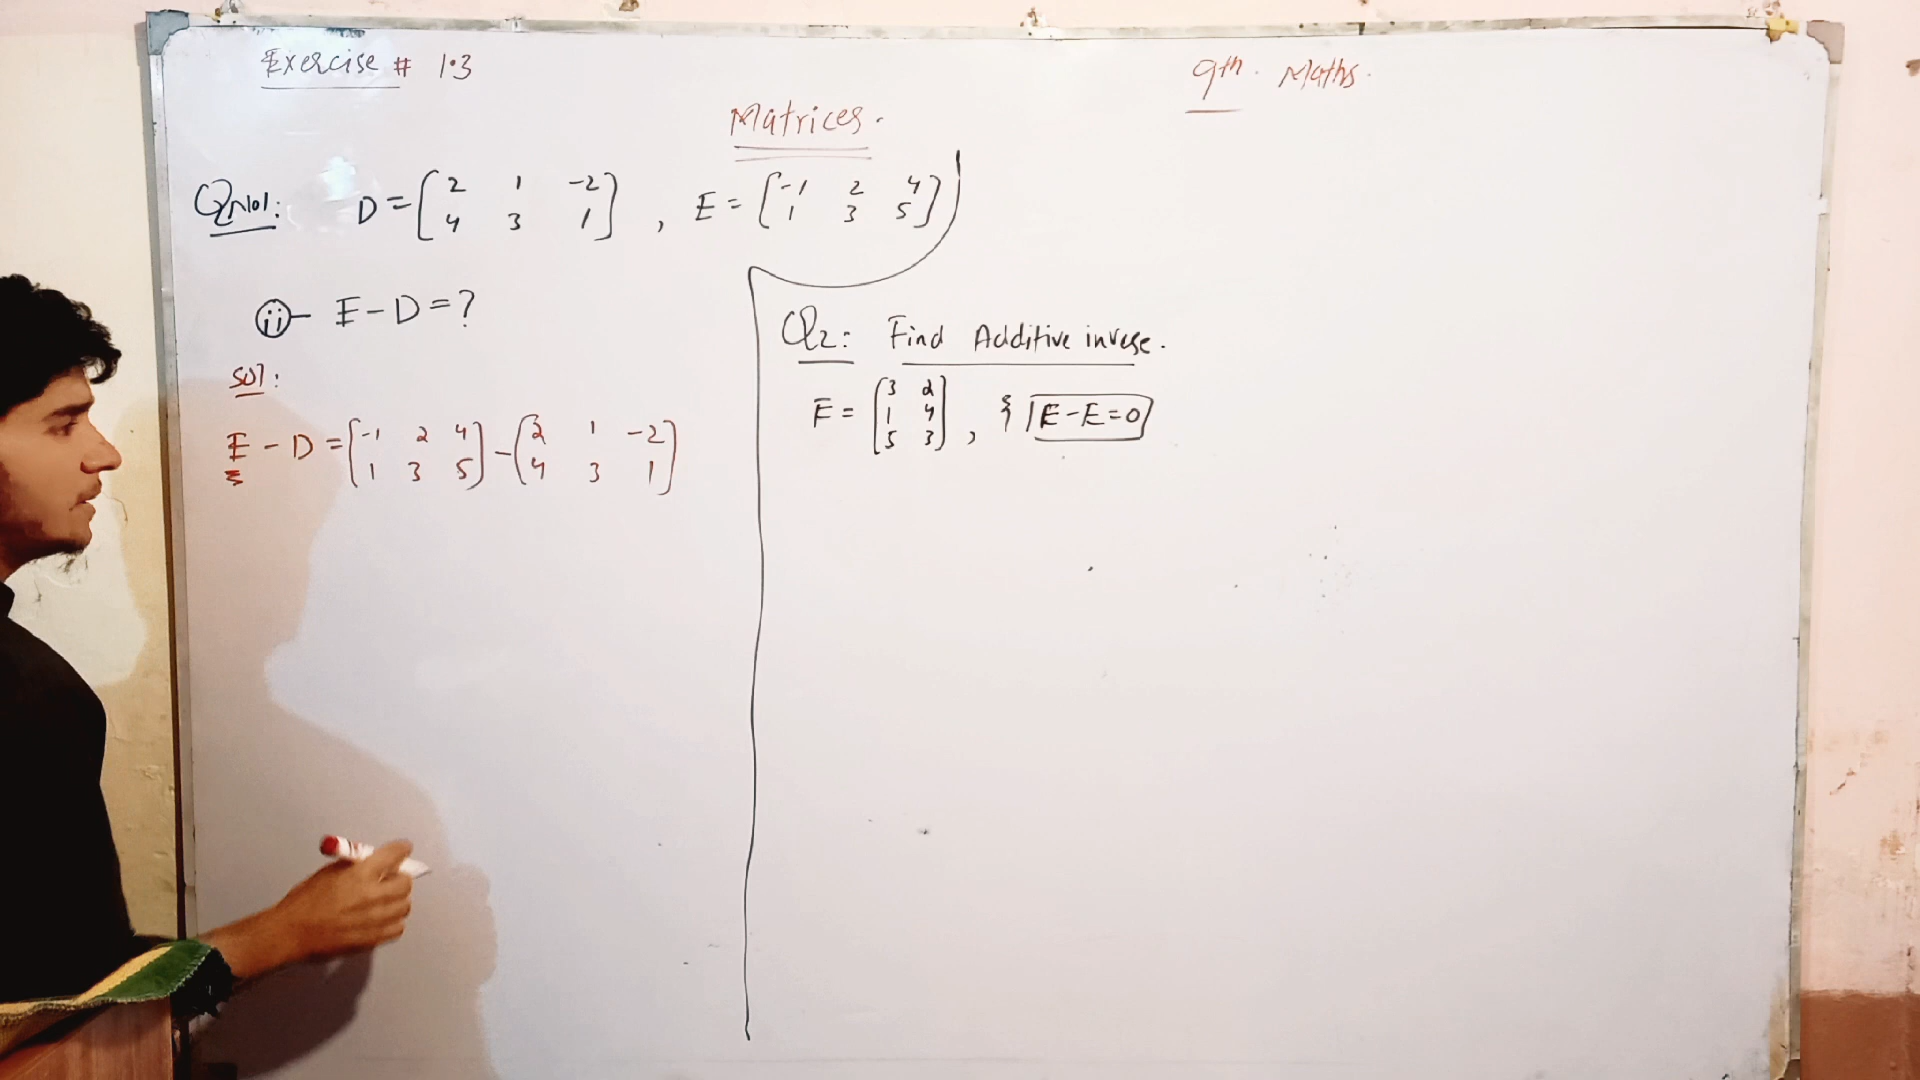 Exercise # 1.3
9th. Maths.
Matrices.
QN01: D = [2 1 -2
4 3 1] , E = [-1 2 4
1 3 5]
(ii) - E - D = ?
Sol:
E - D = [-1 2 4
1 3 5] - [2 1 -2
4 3 1]
Q2: Find Additive invese.
E = [3 2
1 4
5 3] , E - E = 0